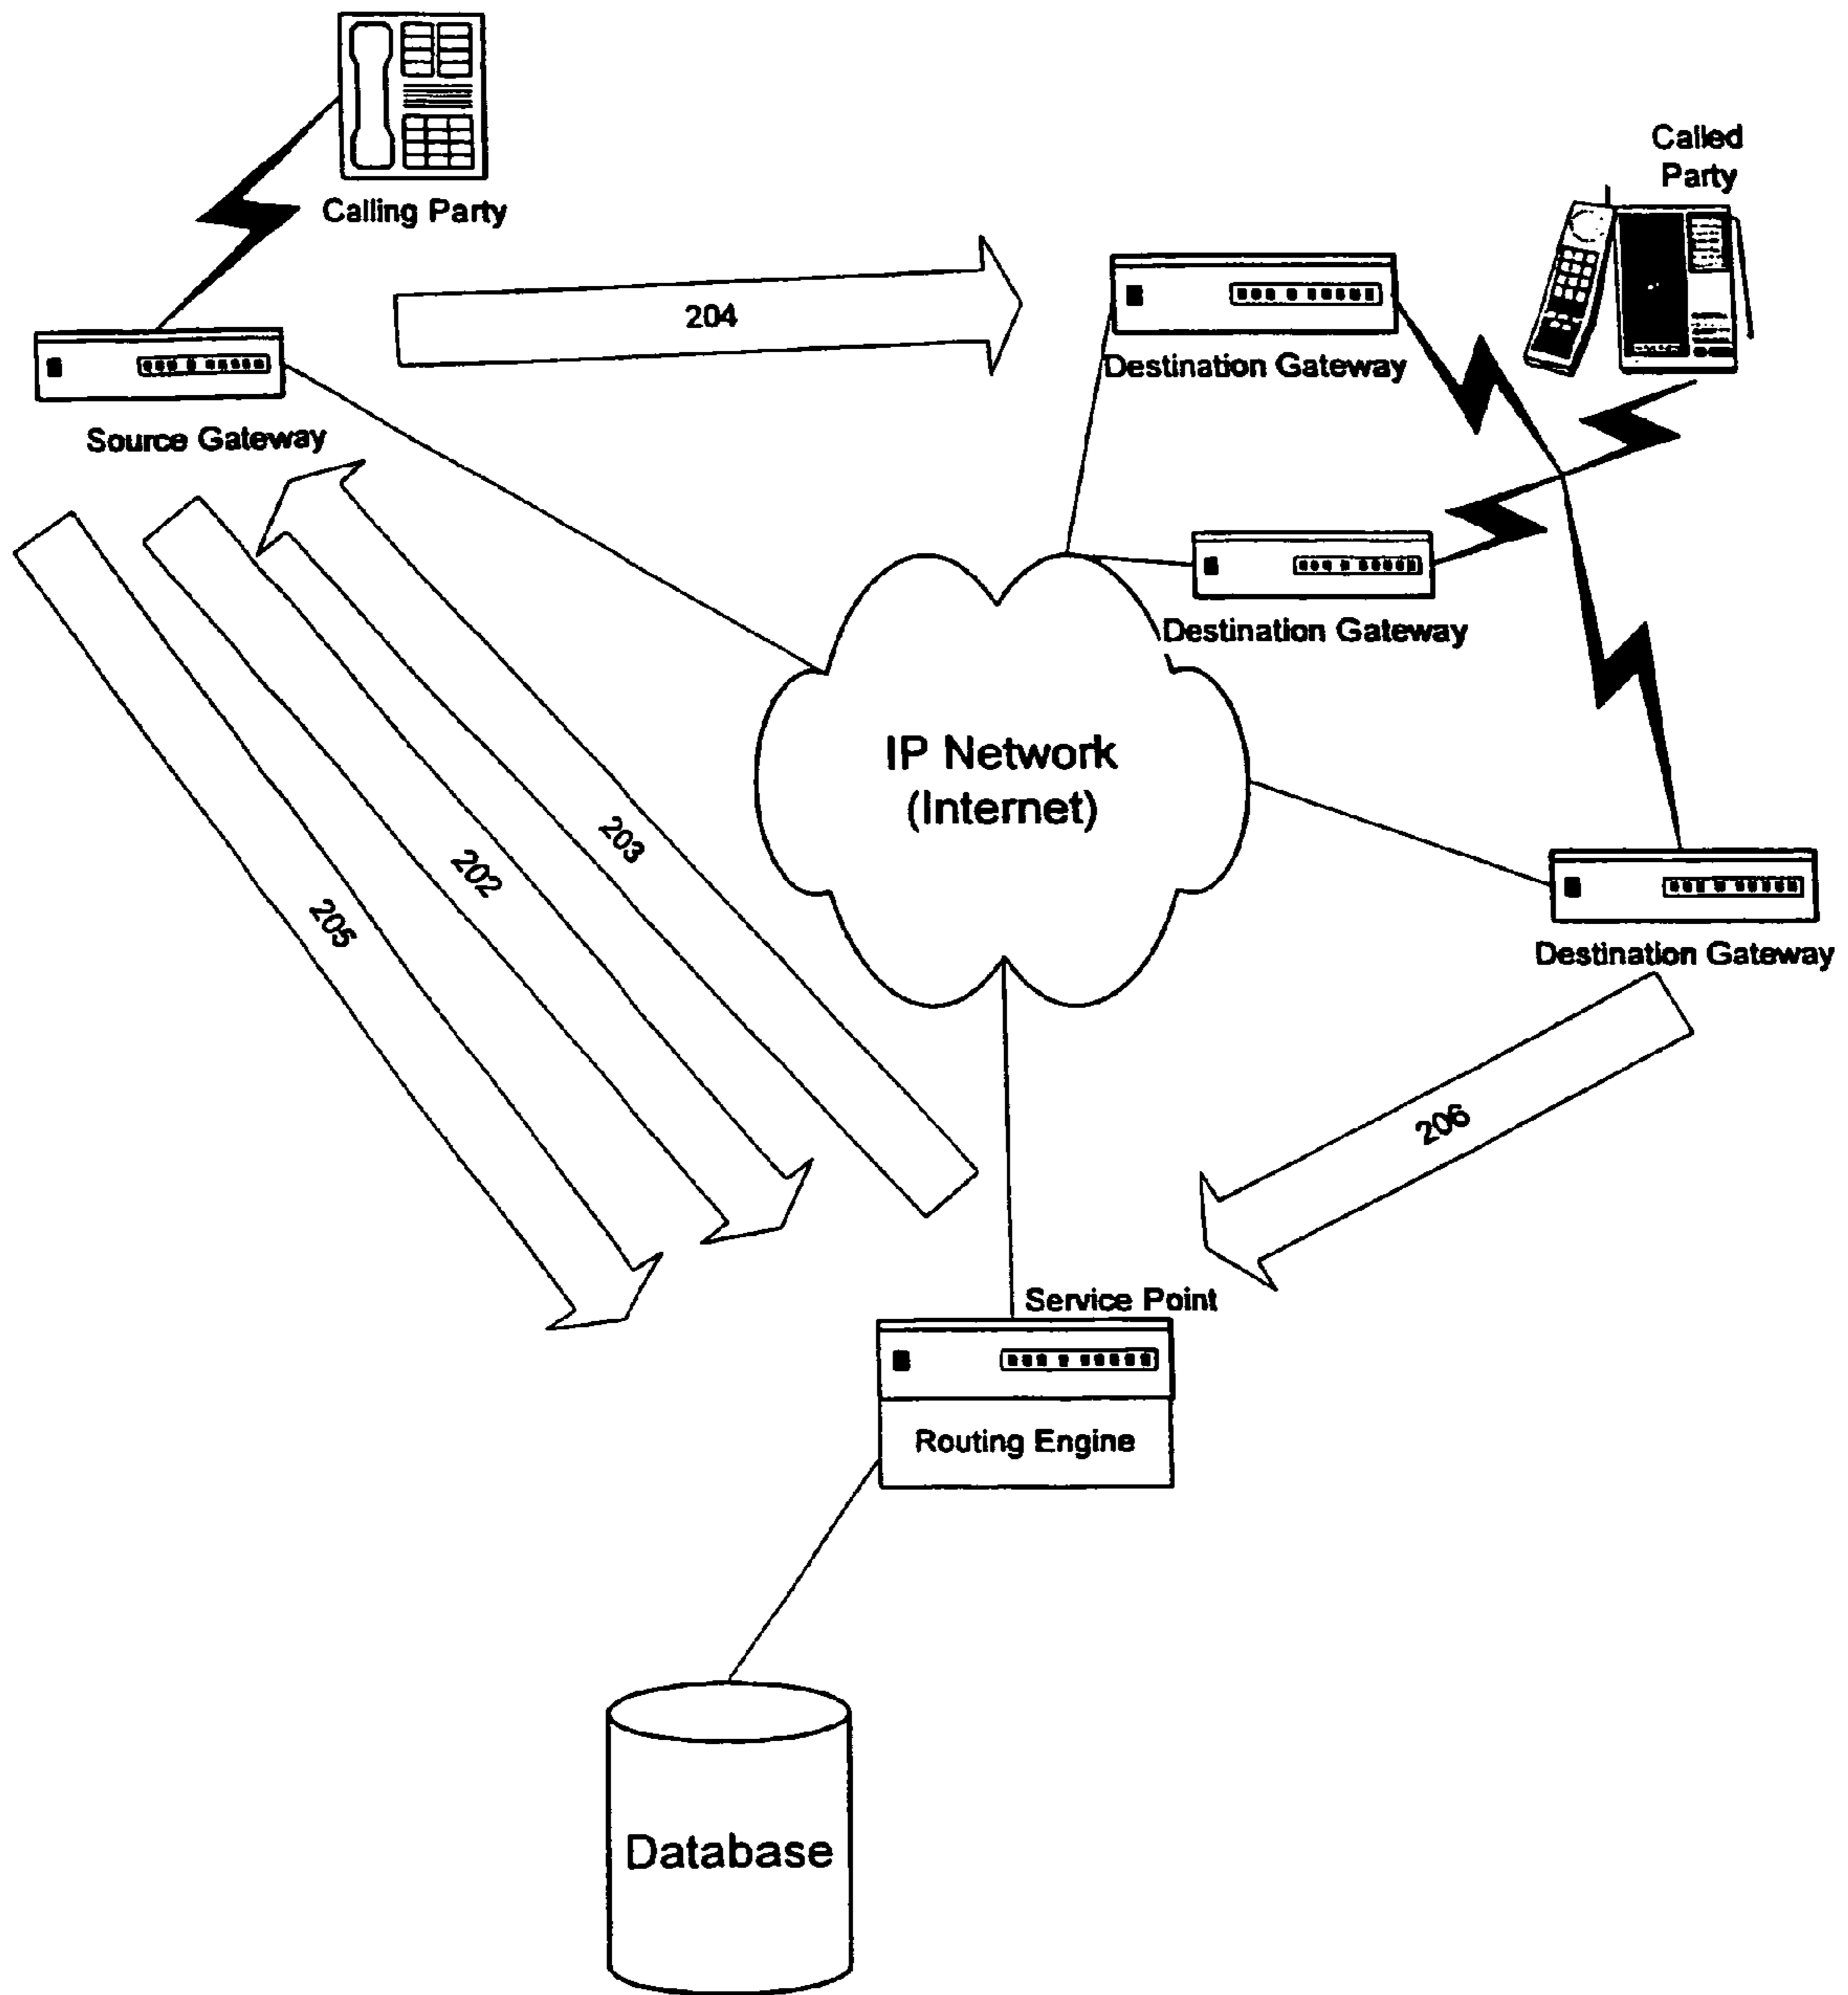 Calling Party
Called
Party
204
Destination Gateway
Source Gateway
Destination Gateway
IP Network
(Internet)
203
202
205
Destination Gateway
206
Service Point
Routing Engine
Database